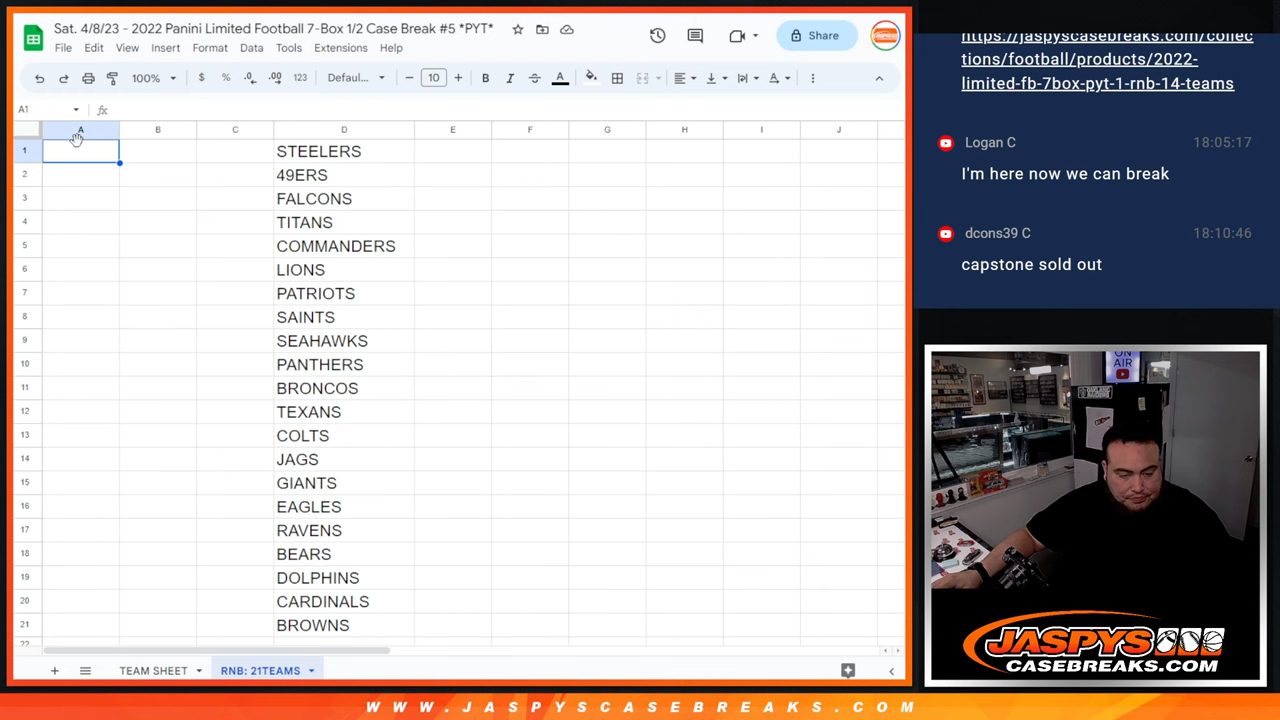 Sat. 4/8/23 - 2022 Panini Limited Football 7-Box 1/2 Case Break #5 *PYT*
File Edit View Insert Format Data Tools Extensions Help
Share
100% $ % .0 .00 123 Defaul... - 10 + B I S A
A1 fx
A B C D E F G H I J
1 STEELERS
2 49ERS
3 FALCONS
4 TITANS
5 COMMANDERS
6 LIONS
7 PATRIOTS
8 SAINTS
9 SEAHAWKS
10 PANTHERS
11 BRONCOS
12 TEXANS
13 COLTS
14 JAGS
15 GIANTS
16 EAGLES
17 RAVENS
18 BEARS
19 DOLPHINS
20 CARDINALS
21 BROWNS
22
+ TEAM SHEET RNB: 21TEAMS
https://jaspyscasebreaks.com/collec
tions/football/products/2022-
limited-fb-7box-pyt-1-rnb-14-teams
Logan C 18:05:17
I'm here now we can break
dcons39 C 18:10:46
capstone sold out
ON
AIR
JASPYS
CASEBREAKS.COM
WWW.JASPYSCASEBREAKS.COM